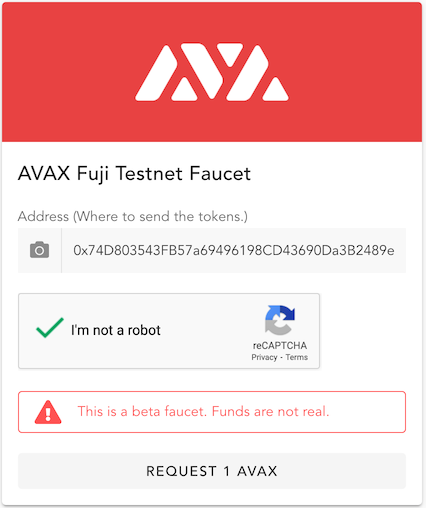 AVAX
AVAX Fuji Testnet Faucet
Address (Where to send the tokens.)
0x74D803543FB57a69496198CD43690Da3B2489e
I'm not a robot
reCAPTCHA
Privacy - Terms
This is a beta faucet. Funds are not real.
REQUEST 1 AVAX